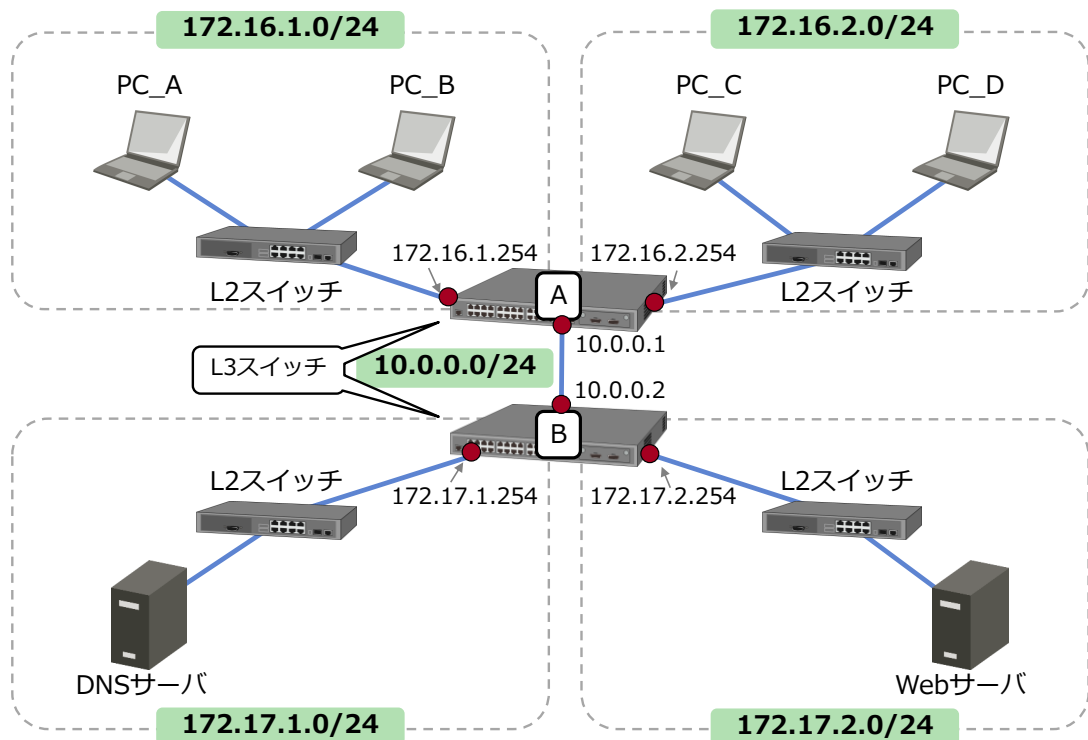 172.16.1.0/24
172.16.2.0/24
PC_A
PC_B
PC_C
PC_D
172.16.1.254
172.16.2.254
L2スイッチ
A
L2スイッチ
10.0.0.1
L3スイッチ
10.0.0.0/24
10.0.0.2
B
L2スイッチ
172.17.1.254
172.17.2.254
L2スイッチ
DNSサーバ
Webサーバ
172.17.1.0/24
172.17.2.0/24